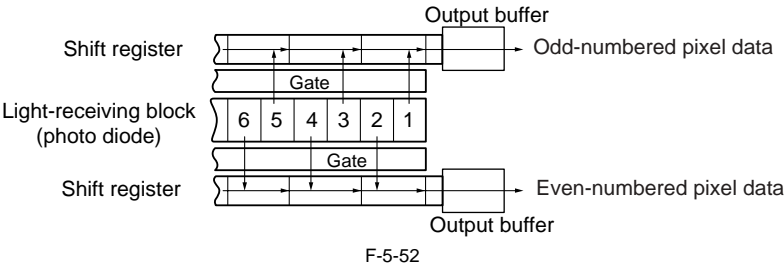 Output buffer
Shift register
Odd-numbered pixel data
Gate
Light-receiving block
(photo diode)
6 5 4 3 2 1
Gate
Shift register
Even-numbered pixel data
Output buffer
F-5-52